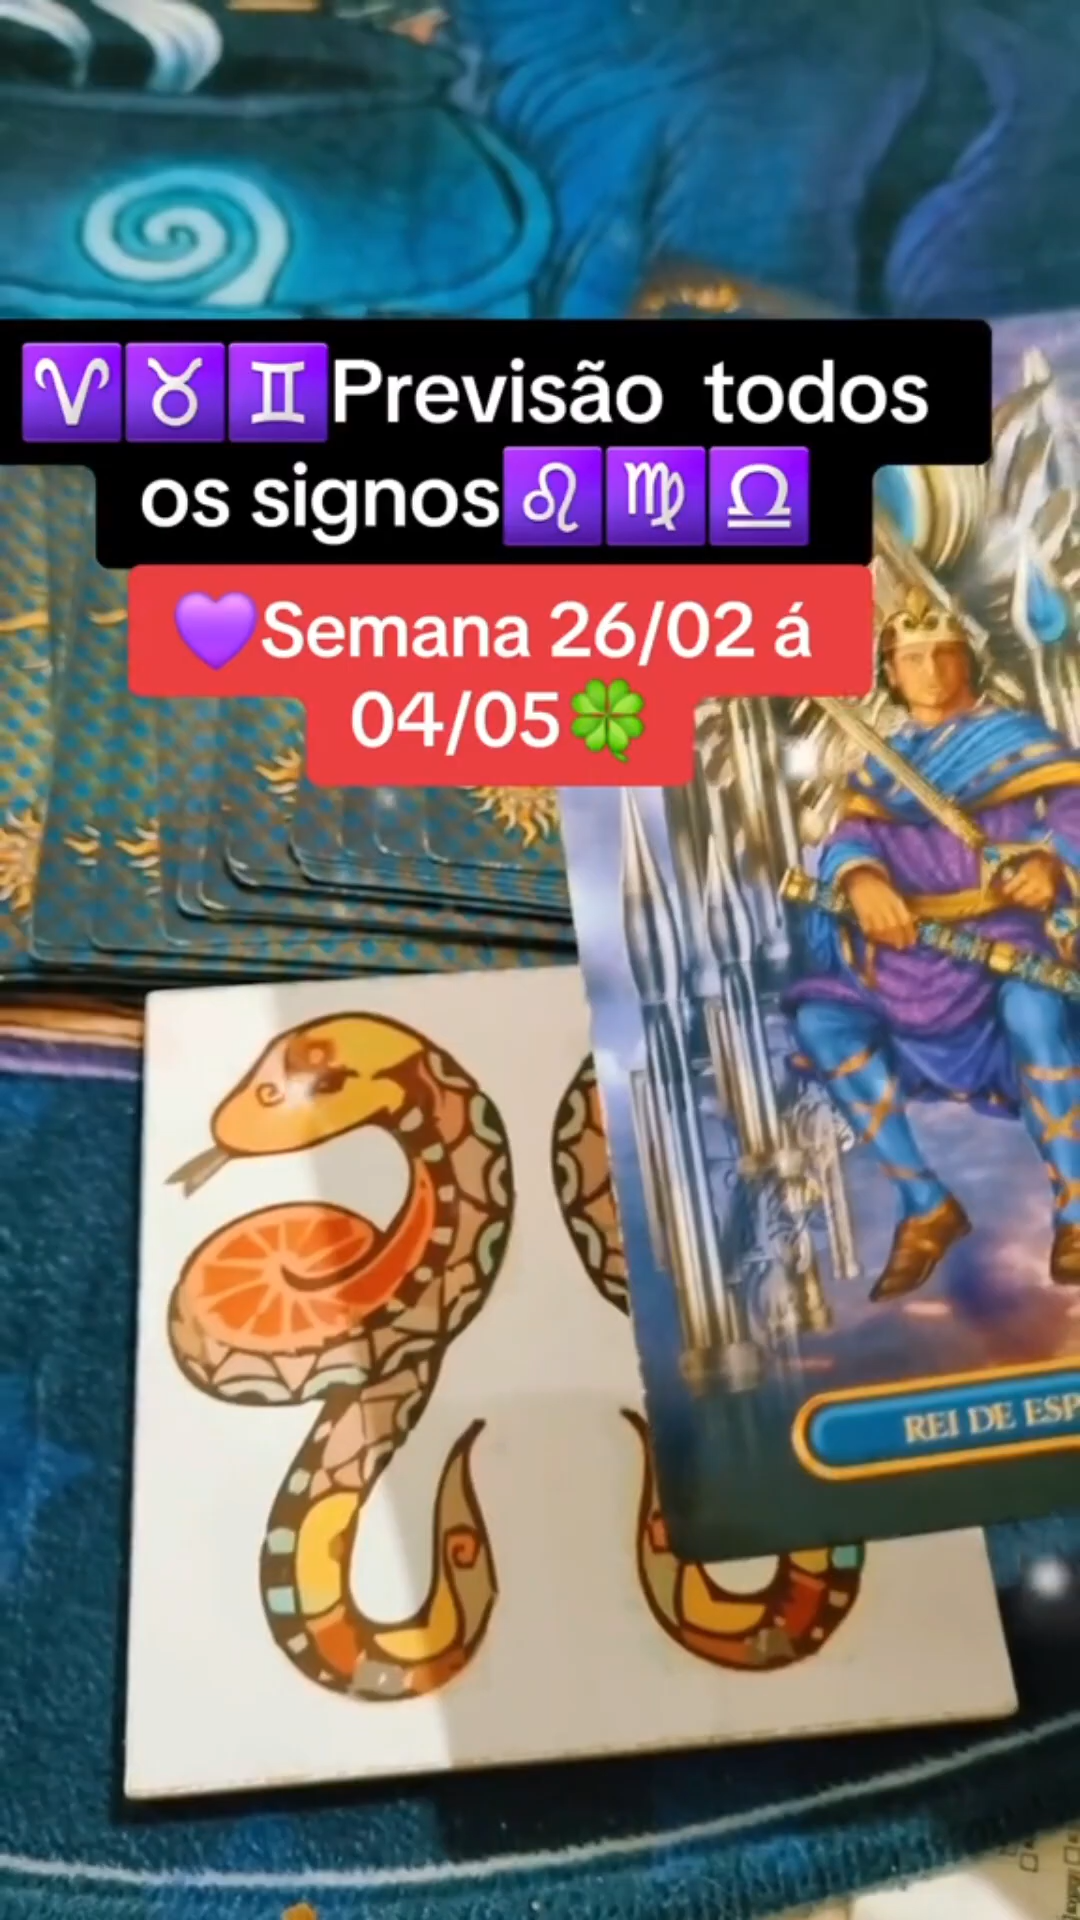 ♈♉♊Previsão todos
os signos♌♍♎
💜Semana 26/02 á
04/05🍀
REI DE ESP